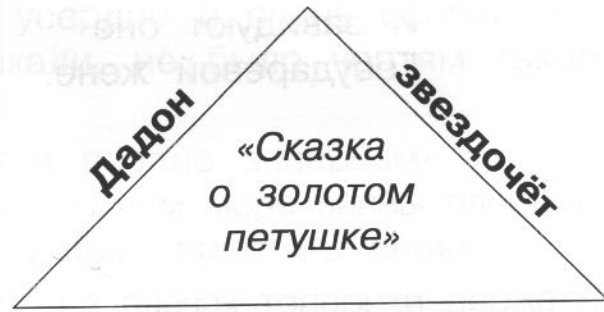 Дадон
звездочёт
«Сказка
о золотом
петушке»